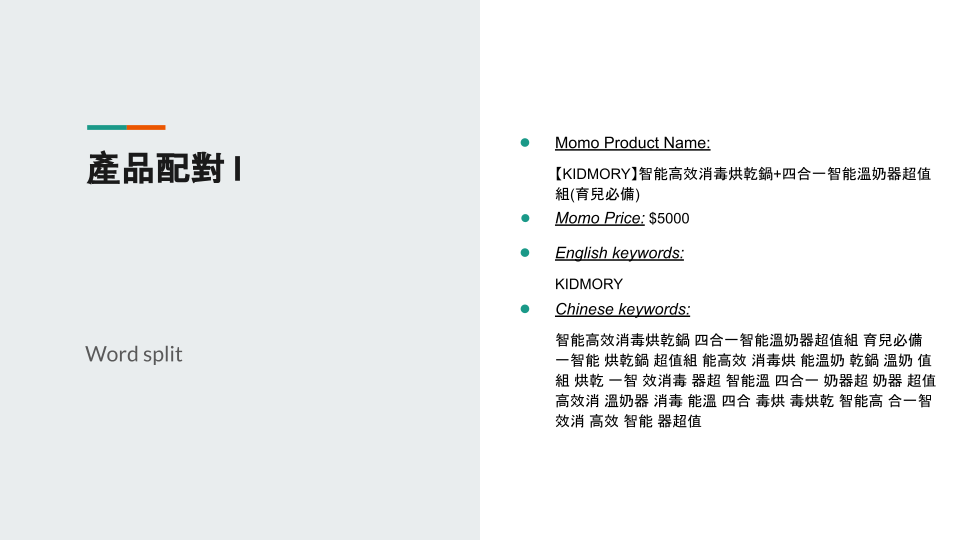 產品配對 I
Word split
Momo Product Name:
【KIDMORY】智能高效消毒烘乾鍋+四合一智能溫奶器超值
組(育兒必備)
Momo Price: $5000
English keywords:
KIDMORY
Chinese keywords:
智能高效消毒烘乾鍋 四合一智能溫奶器超值組 育兒必備
一智能 烘乾鍋 超值組 能高效 消毒烘 能溫奶 乾鍋 溫奶 值
組 烘乾 一智 效消毒 器超 智能溫 四合一 奶器超 奶器 超值
高效消 溫奶器 消毒 能溫 四合 毒烘 毒烘乾 智能高 合一智
效消 高效 智能 器超值